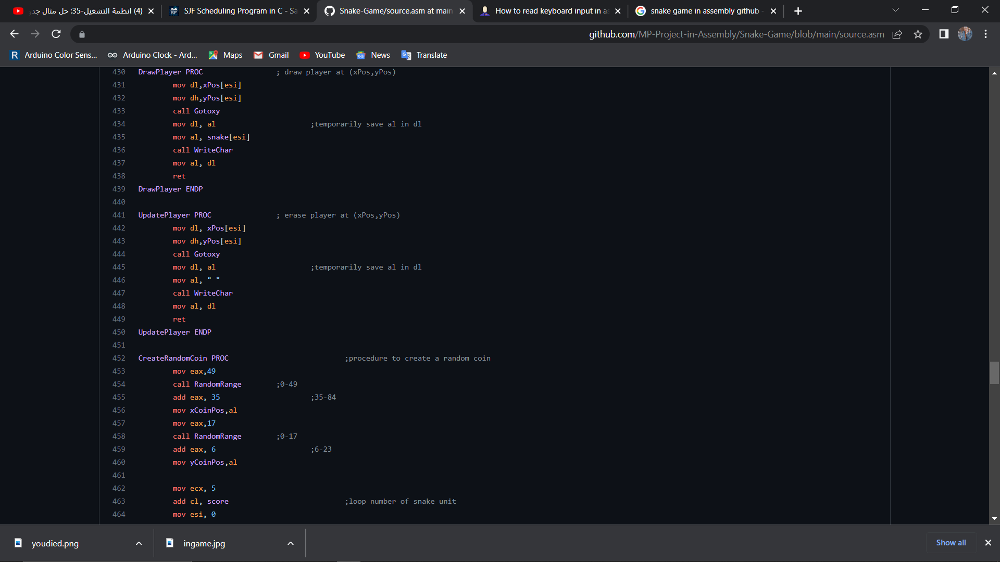 (4) انظمة التشغيل-35: حل مثال جدو
SJF Scheduling Program in C - Sa
Snake-Game/source.asm at main
How to read keyboard input in as
snake game in assembly github -
github.com/MP-Project-in-Assembly/Snake-Game/blob/main/source.asm
Arduino Color Sens... Arduino Clock - Ard... Maps Gmail YouTube News Translate
430 DrawPlayer PROC ; draw player at (xPos,yPos)
431 mov dl,xPos[esi]
432 mov dh,yPos[esi]
433 call Gotoxy
434 mov dl, al ;temporarily save al in dl
435 mov al, snake[esi]
436 call WriteChar
437 mov al, dl
438 ret
439 DrawPlayer ENDP
440
441 UpdatePlayer PROC ; erase player at (xPos,yPos)
442 mov dl, xPos[esi]
443 mov dh,yPos[esi]
444 call Gotoxy
445 mov dl, al ;temporarily save al in dl
446 mov al, " "
447 call WriteChar
448 mov al, dl
449 ret
450 UpdatePlayer ENDP
451
452 CreateRandomCoin PROC ;procedure to create a random coin
453 mov eax,49
454 call RandomRange ;0-49
455 add eax, 35 ;35-84
456 mov xCoinPos,al
457 mov eax,17
458 call RandomRange ;0-17
459 add eax, 6 ;6-23
460 mov yCoinPos,al
461
462 mov ecx, 5
463 add cl, score ;loop number of snake unit
464 mov esi, 0
youdied.png ingame.jpg Show all